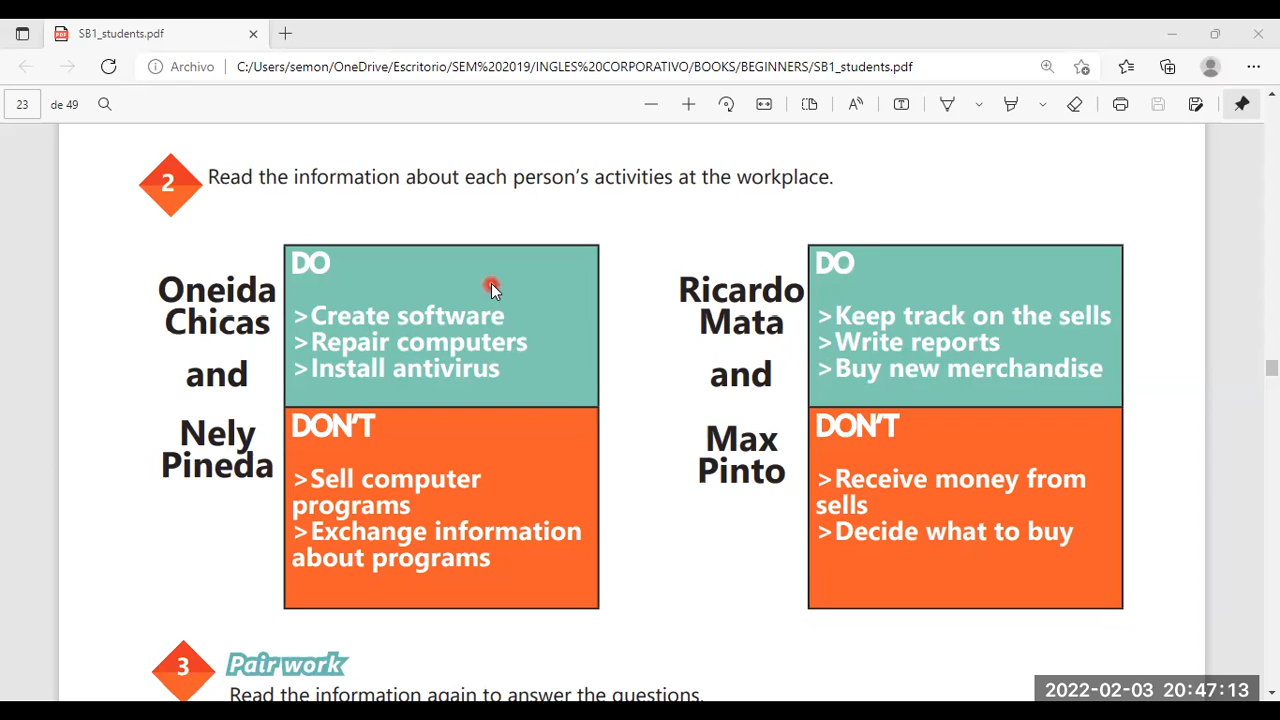 SB1_students.pdf
Archivo
C:/Users/semon/OneDrive/Escritorio/SEM%202019/INGLES%20CORPORATIVO/BOOKS/BEGINNERS/SB1_students.pdf
23 de 49
2 Read the information about each person's activities at the workplace.
Oneida
Chicas
and
Nely
Pineda
DO
>Create software
>Repair computers
>Install antivirus
DON'T
>Sell computer
programs
>Exchange information
about programs
Ricardo
Mata
and
Max
Pinto
DO
>Keep track on the sells
>Write reports
>Buy new merchandise
DON'T
>Receive money from
sells
>Decide what to buy
3 Pair work
Read the information again to answer the questions.
2022-02-03 20:47:13